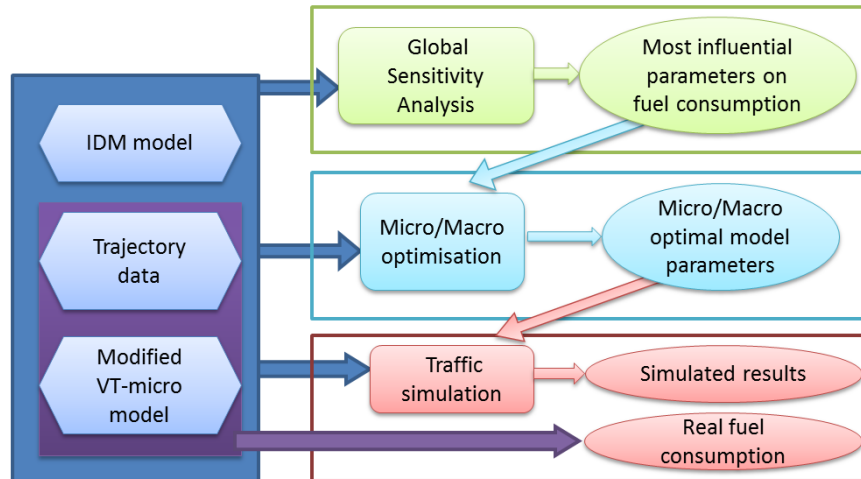 IDM model
Trajectory
data
Modified
VT-micro
model
Global
Sensitivity
Analysis
Most influential
parameters on
fuel consumption
Micro/Macro
optimisation
Micro/Macro
optimal model
parameters
Traffic
simulation
Simulated results
Real fuel
consumption